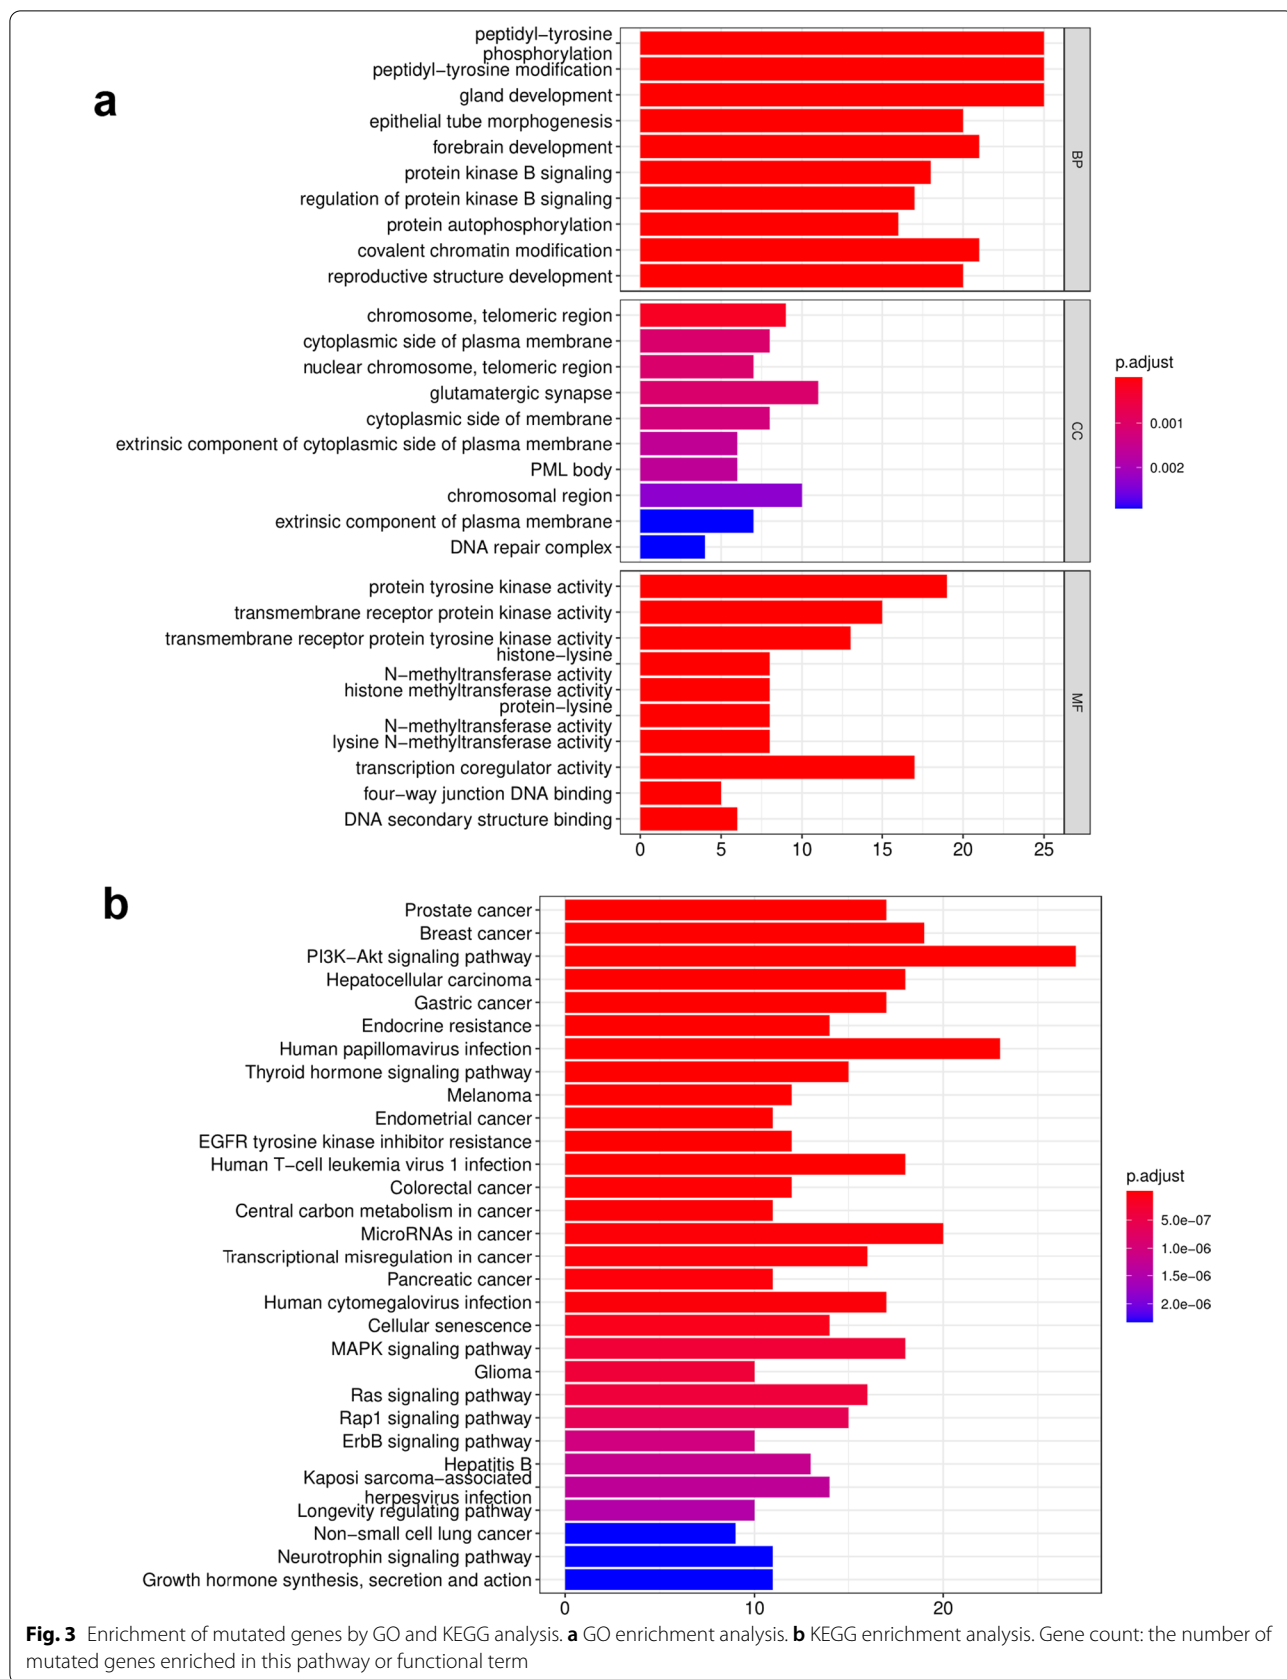 a
peptidyl−tyrosine
phosphorylation
peptidyl−tyrosine modification
gland development
epithelial tube morphogenesis
forebrain development
protein kinase B signaling
regulation of protein kinase B signaling
protein autophosphorylation
covalent chromatin modification
reproductive structure development
BP
chromosome, telomeric region
cytoplasmic side of plasma membrane
nuclear chromosome, telomeric region
glutamatergic synapse
cytoplasmic side of membrane
extrinsic component of cytoplasmic side of plasma membrane
PML body
chromosomal region
extrinsic component of plasma membrane
DNA repair complex
CC
protein tyrosine kinase activity
transmembrane receptor protein kinase activity
transmembrane receptor protein tyrosine kinase activity
histone−lysine
N−methyltransferase activity
histone methyltransferase activity
protein−lysine
N−methyltransferase activity
lysine N−methyltransferase activity
transcription coregulator activity
four−way junction DNA binding
DNA secondary structure binding
MF
0 5 10 15 20 25
p.adjust
0.001
0.002
b
Prostate cancer
Breast cancer
PI3K−Akt signaling pathway
Hepatocellular carcinoma
Gastric cancer
Endocrine resistance
Human papillomavirus infection
Thyroid hormone signaling pathway
Melanoma
Endometrial cancer
EGFR tyrosine kinase inhibitor resistance
Human T−cell leukemia virus 1 infection
Colorectal cancer
Central carbon metabolism in cancer
MicroRNAs in cancer
Transcriptional misregulation in cancer
Pancreatic cancer
Human cytomegalovirus infection
Cellular senescence
MAPK signaling pathway
Glioma
Ras signaling pathway
Rap1 signaling pathway
ErbB signaling pathway
Hepatitis B
Kaposi sarcoma−associated
herpesvirus infection
Longevity regulating pathway
Non−small cell lung cancer
Neurotrophin signaling pathway
Growth hormone synthesis, secretion and action
0 10 20
p.adjust
5.0e−07
1.0e−06
1.5e−06
2.0e−06
Fig. 3 Enrichment of mutated genes by GO and KEGG analysis. a GO enrichment analysis. b KEGG enrichment analysis. Gene count: the number of
mutated genes enriched in this pathway or functional term